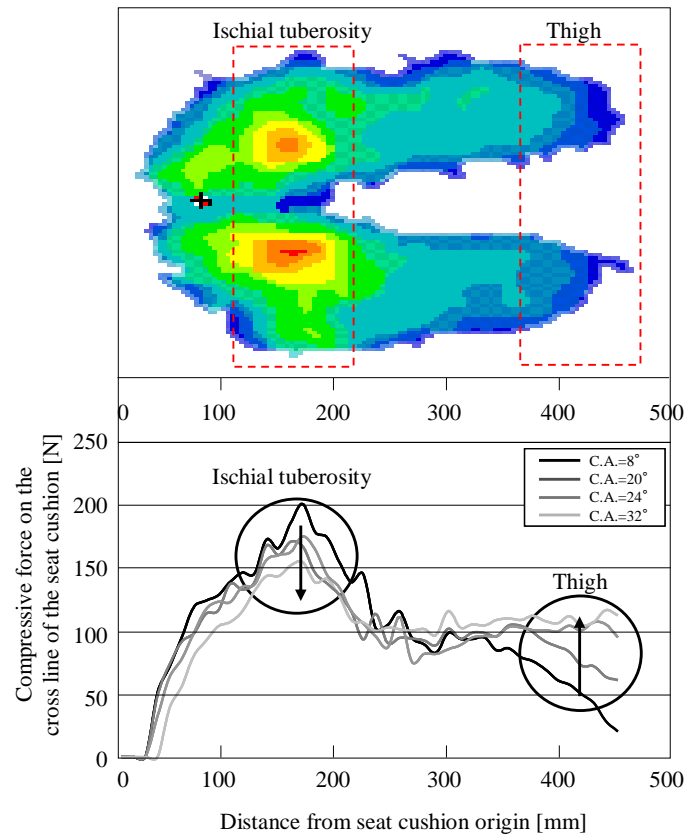 Ischial tuberosity Thigh
0 100 200 300 400 500
250
200
150
100
50
0
Compressive force on the
cross line of the seat cushion [N]
Ischial tuberosity
Thigh
C.A.=8°
C.A.=20°
C.A.=24°
C.A.=32°
0 100 200 300 400 500
Distance from seat cushion origin [mm]